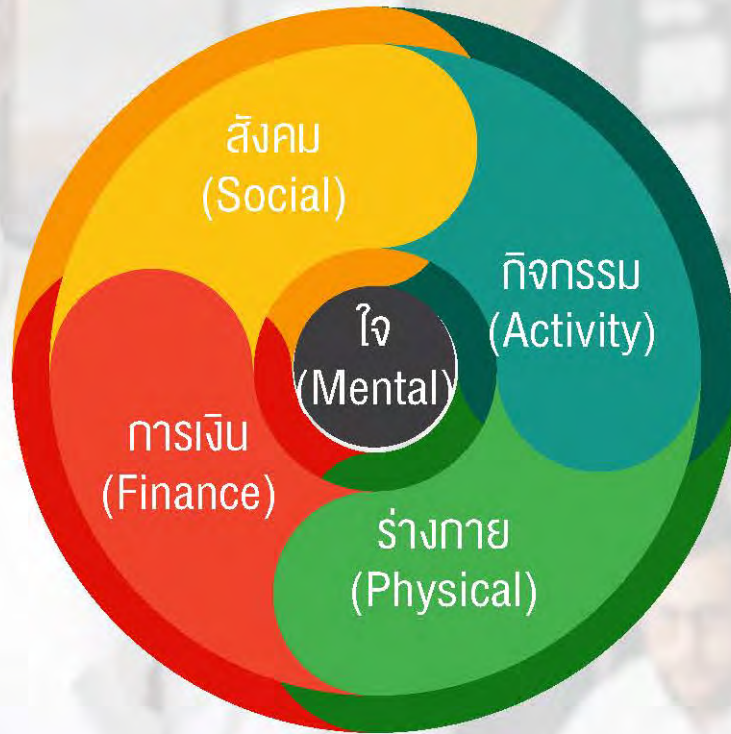 สังคม
(Social)
กิจกรรม
(Activity)
ใจ
(Mental)
การเงิน
(Finance)
ร่างกาย
(Physical)